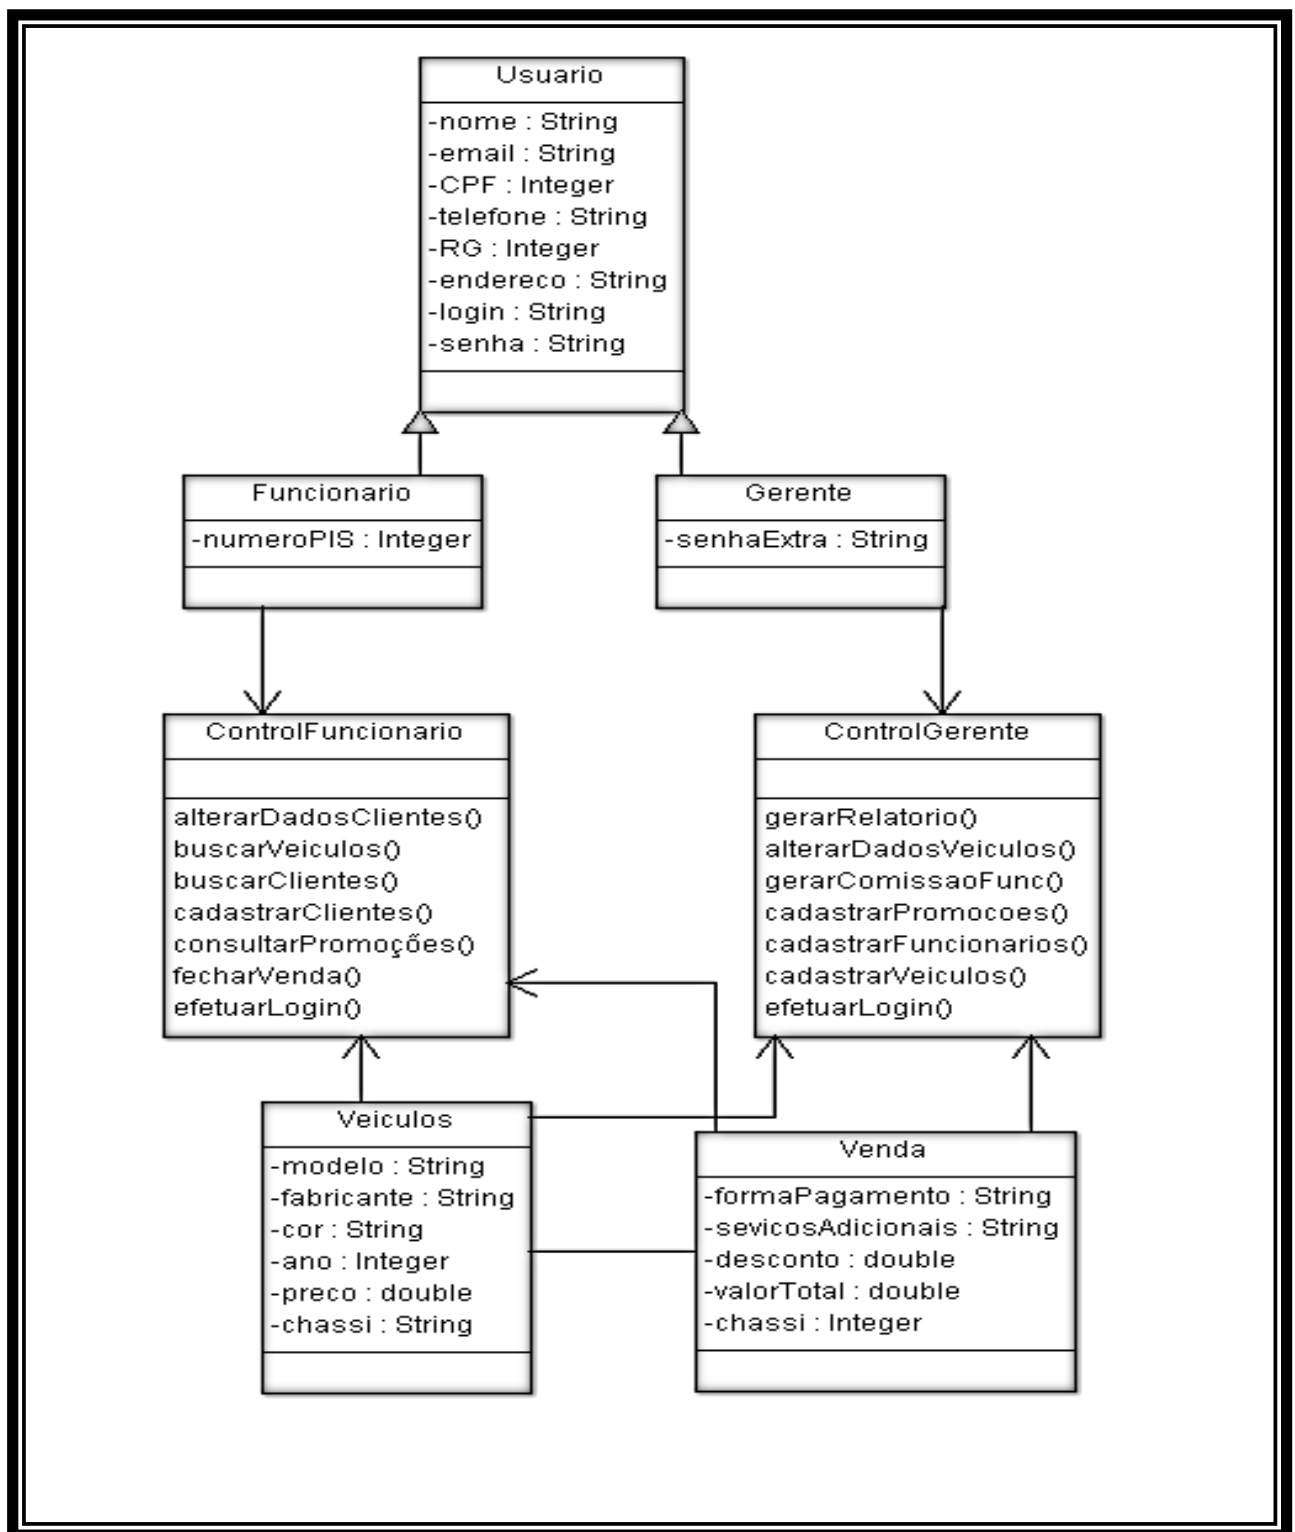 Usuario
-nome : String
-email : String
-CPF : Integer
-telefone : String
-RG : Integer
-endereco : String
-login : String
-senha : String
Funcionario
-numeroPIS : Integer
Gerente
-senhaExtra : String
ControlFuncionario
alterarDadosClientes()
buscarVeiculos()
buscarClientes()
cadastrarClientes()
consultarPromoçőes()
fecharVenda()
efetuarLogin()
ControlGerente
gerarRelatorio()
alterarDadosVeiculos()
gerarComissaoFunc()
cadastrarPromocoes()
cadastrarFuncionarios()
cadastrarVeiculos()
efetuarLogin()
Veiculos
-modelo : String
-fabricante : String
-cor : String
-ano : Integer
-preco : double
-chassi : String
Venda
-formaPagamento : String
-sevicosAdicionais : String
-desconto : double
-valorTotal : double
-chassi : Integer